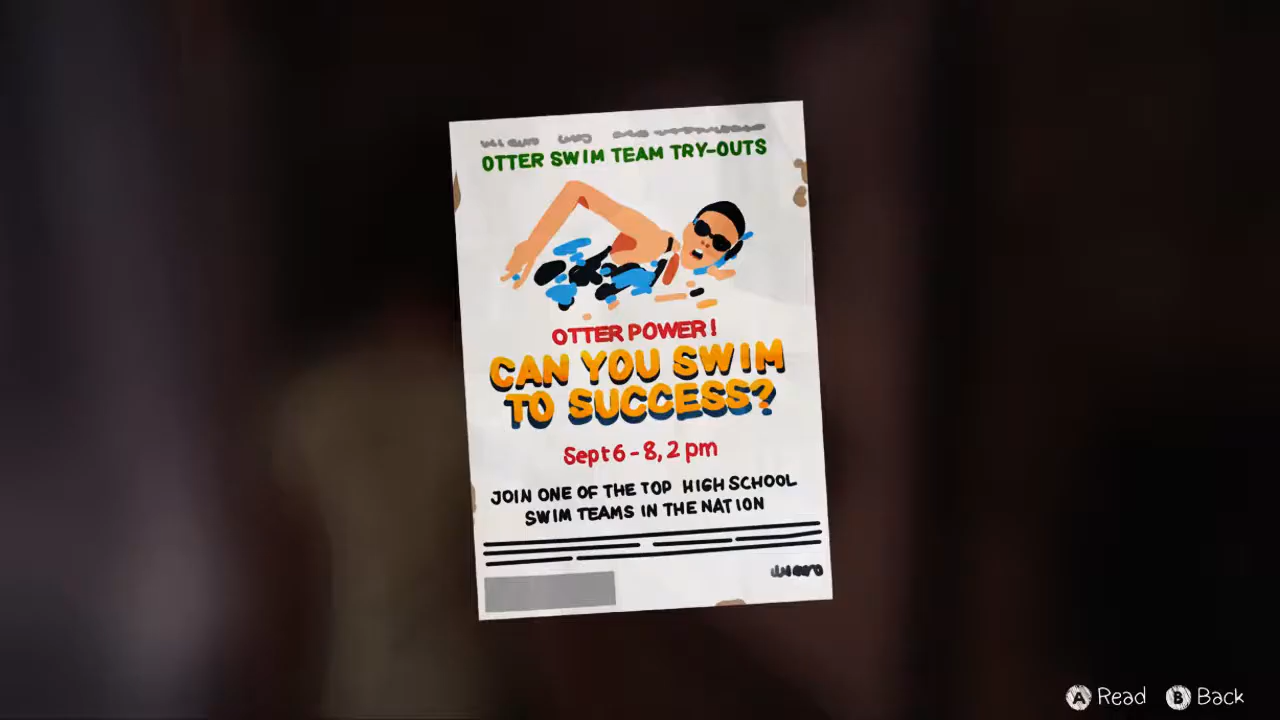 OTTER SWIM TEAM TRY-OUTS
OTTER POWER!
CAN YOU SWIM
TO SUCCESS?
Sept 6 - 8, 2 pm
JOIN ONE OF THE TOP HIGH SCHOOL
SWIM TEAMS IN THE NATION
A Read B Back